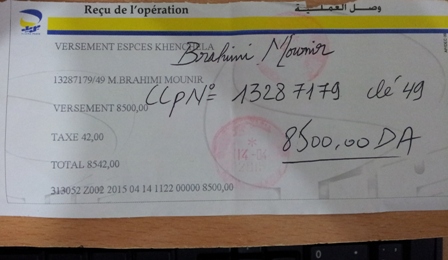 Reçu de l'opération
وصل العملية
VERSEMENT ESPCES KHENCHELA
Brahimi Mounir
13287179/49 M.BRAHIMI MOUNIR
CCP N° 13287179 clé 49
VERSEMENT 8500,00
8500,00 DA
TAXE 42,00
14-04
TOTAL 8542,00
313052 Z002 2015 04 14 1122 00000 8500,00